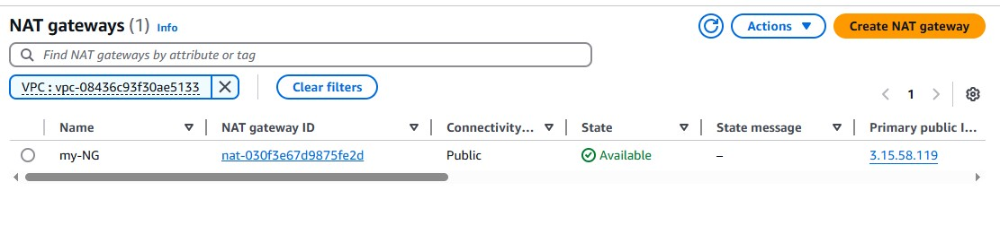 NAT gateways (1) Info
Actions
Create NAT gateway
Find NAT gateways by attribute or tag
VPC : vpc-08436c93f30ae5133
Clear filters
1
Name NAT gateway ID Connectivity... State State message Primary public I...
my-NG nat-030f3e67d9875fe2d Public Available – 3.15.58.119